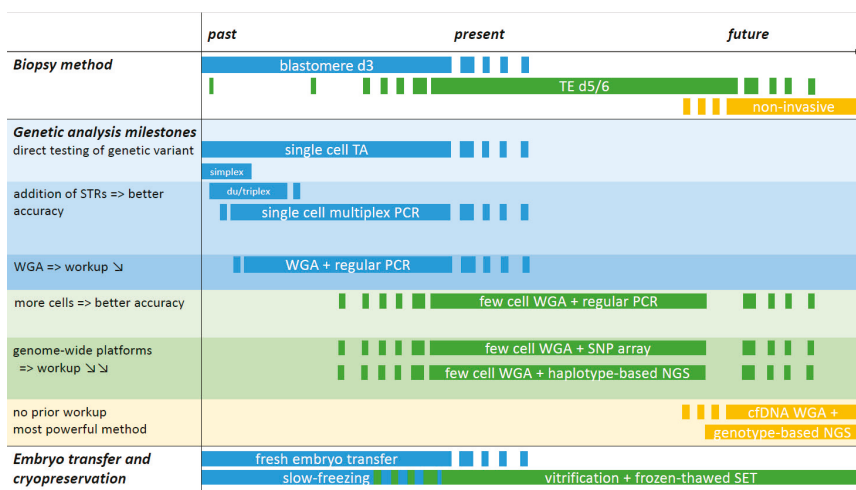 past present future
Biopsy method blastomere d3
TE d5/6
non-invasive
Genetic analysis milestones
direct testing of genetic variant single cell TA
simplex
addition of STRs => better du/triplex
accuracy single cell multiplex PCR
WGA => workup ↘ WGA + regular PCR
more cells => better accuracy few cell WGA + regular PCR
genome-wide platforms few cell WGA + SNP array
=> workup ↘↘ few cell WGA + haplotype-based NGS
no prior workup cfDNA WGA +
most powerful method genotype-based NGS
Embryo transfer and fresh embryo transfer
cryopreservation slow-freezing vitrification + frozen-thawed SET